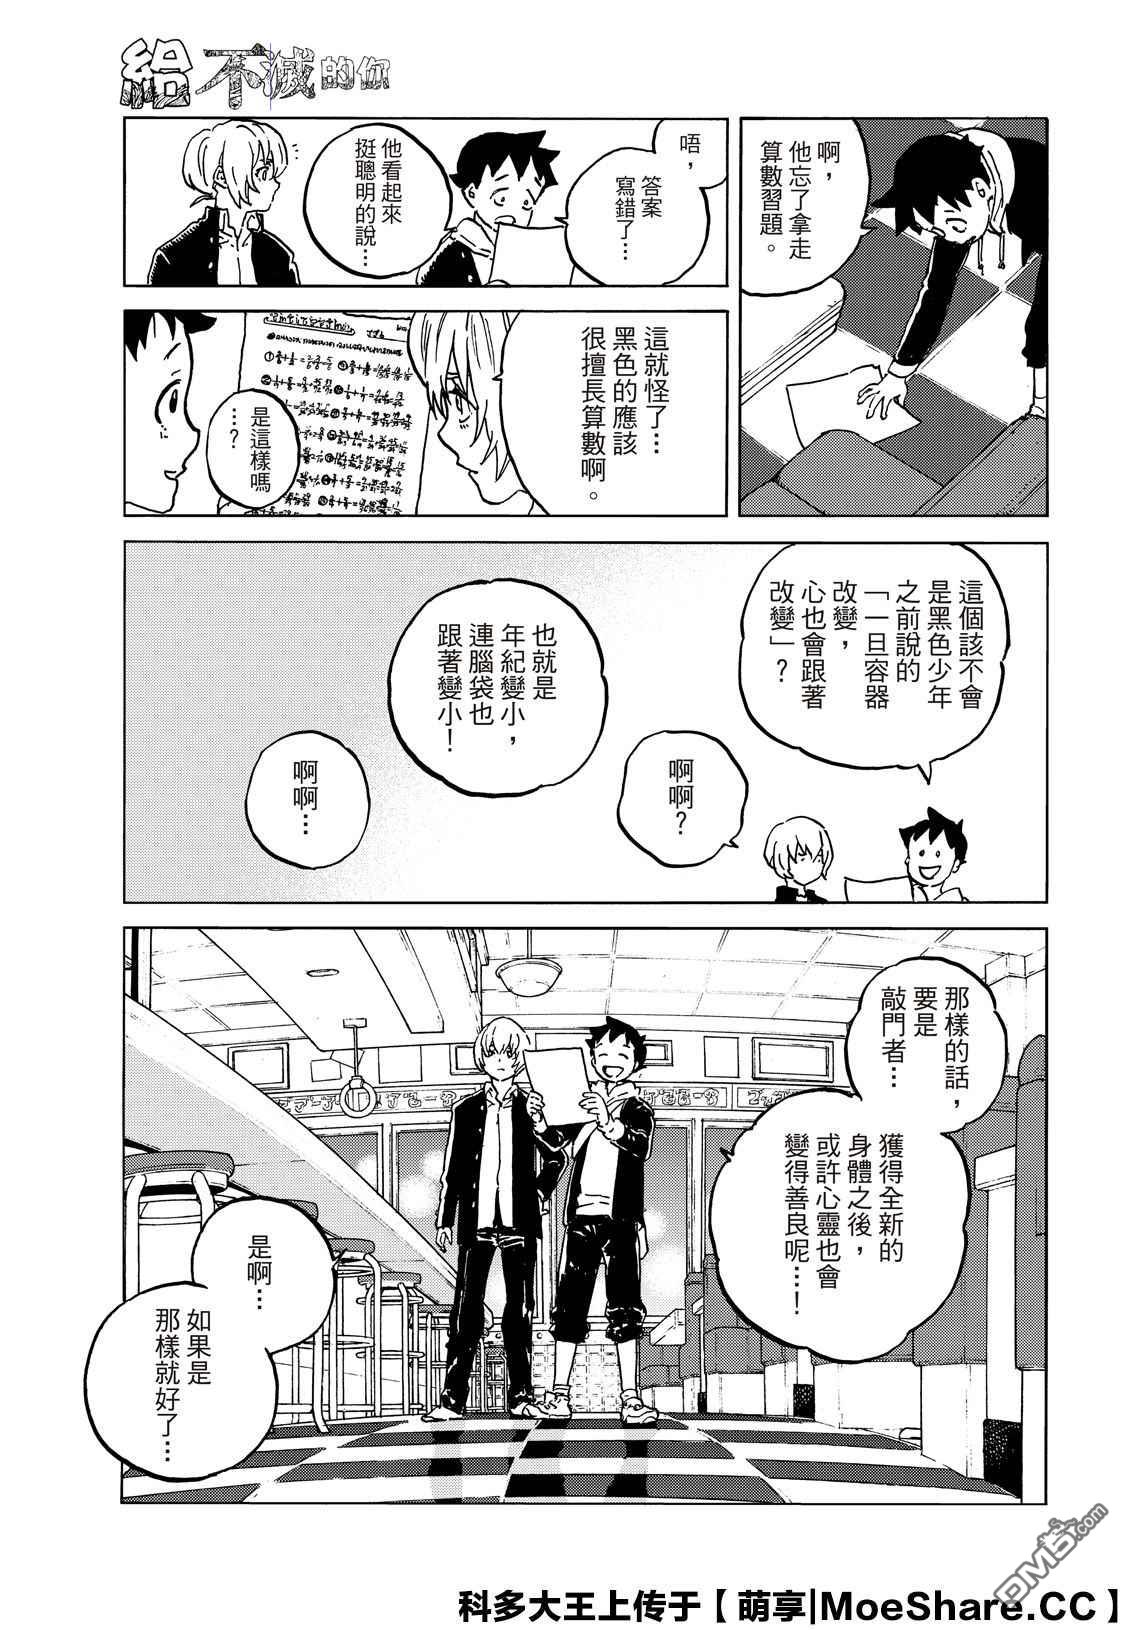 給不滅的你
啊，
他忘了拿走
算數習題。
唔，
答案
寫錯了…
他看起來
挺聰明的說…
這就怪了…
黑色的應該
很擅長算數啊。
是這樣嗎
…？
這個該不會
是黑色少年
之前說的
「一旦容器
改變，
心也會跟著
改變」？
啊啊？
也就是
年紀變小，
連腦袋也
跟著變小！
啊啊…
那樣的話，
要是
敲門者…
獲得全新的
身體之後，
或許心靈也會
變得善良呢…！
是啊…
如果是
那樣就好了…
DM5.com
科多大王上传于【萌享|MoeShare.CC】